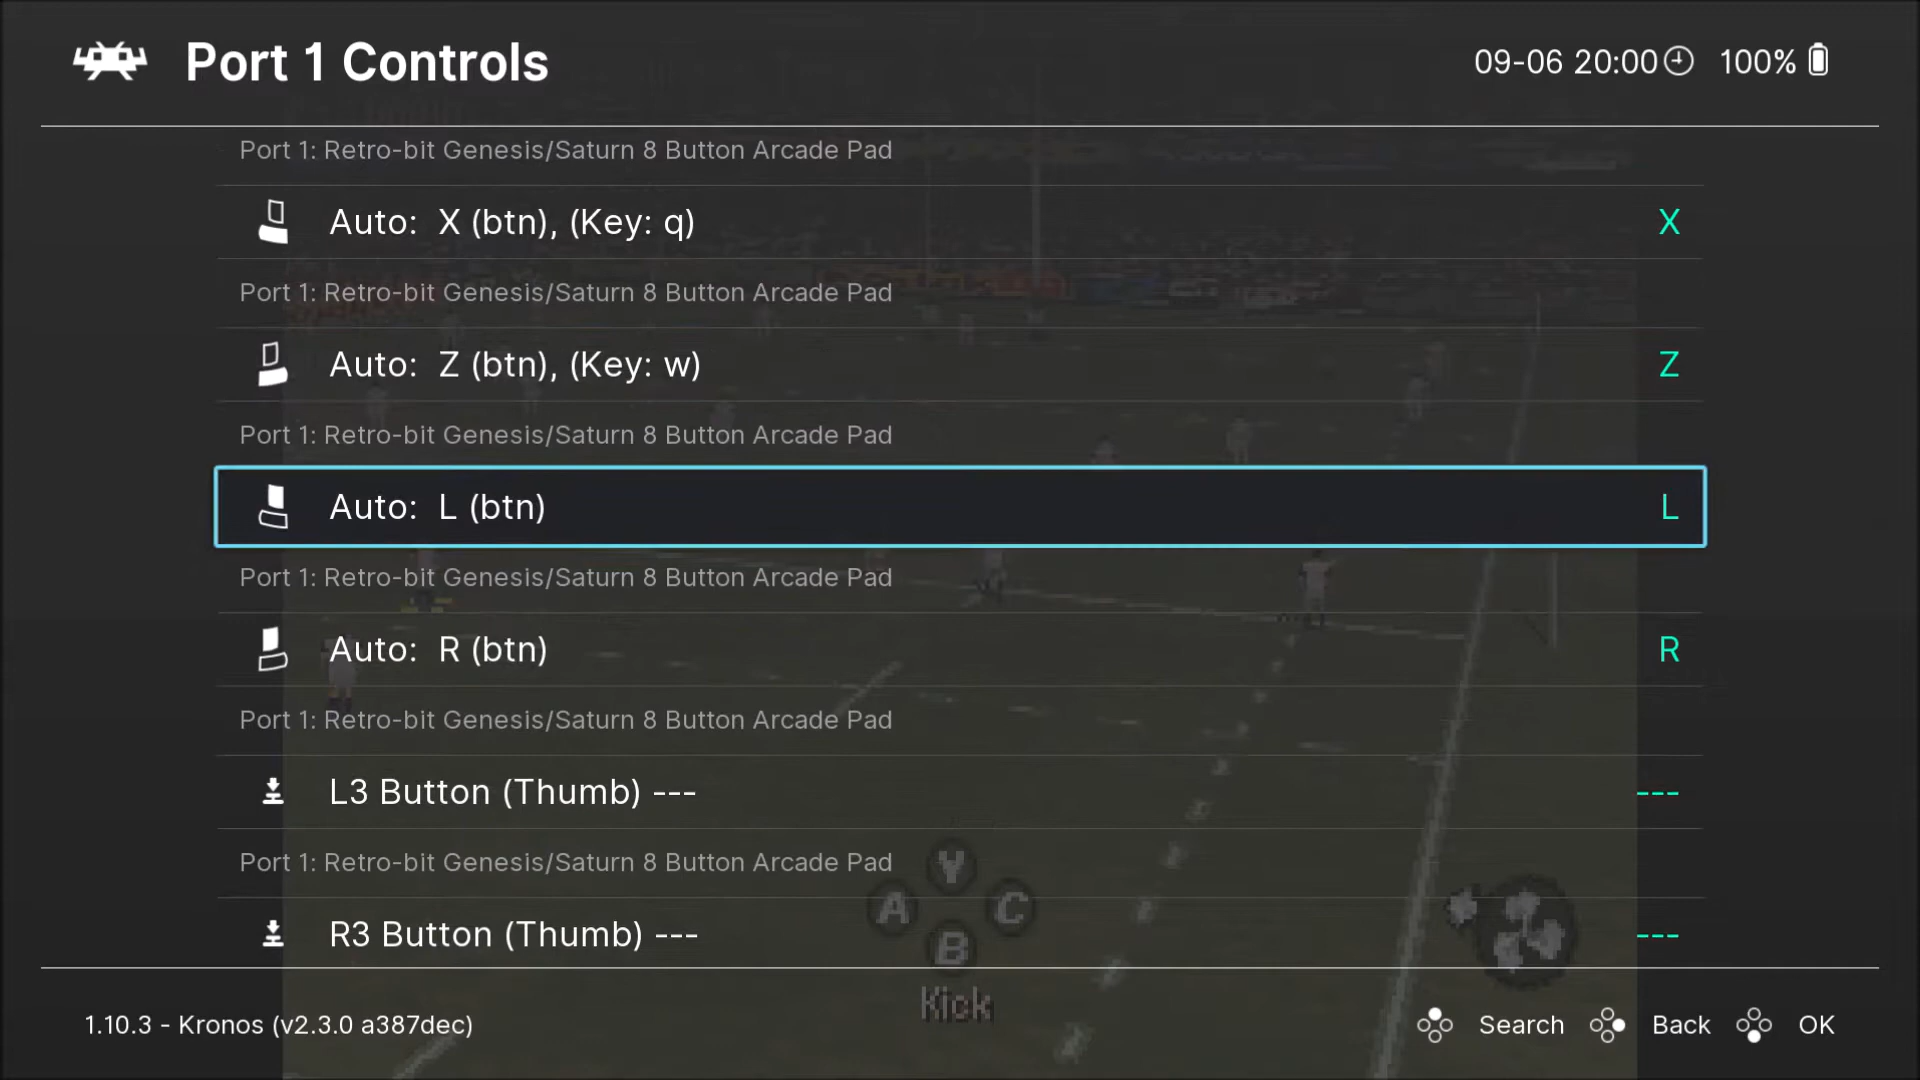 Port 1 Controls
09-06 20:00 100%
Port 1: Retro-bit Genesis/Saturn 8 Button Arcade Pad
Auto: X (btn), (Key: q) X
Port 1: Retro-bit Genesis/Saturn 8 Button Arcade Pad
Auto: Z (btn), (Key: w) Z
Port 1: Retro-bit Genesis/Saturn 8 Button Arcade Pad
Auto: L (btn) L
Port 1: Retro-bit Genesis/Saturn 8 Button Arcade Pad
Auto: R (btn) R
Port 1: Retro-bit Genesis/Saturn 8 Button Arcade Pad
L3 Button (Thumb) --- ---
Port 1: Retro-bit Genesis/Saturn 8 Button Arcade Pad
R3 Button (Thumb) --- ---
Y
A C
B
Kick
1.10.3 - Kronos (v2.3.0 a387dec)
Search Back OK